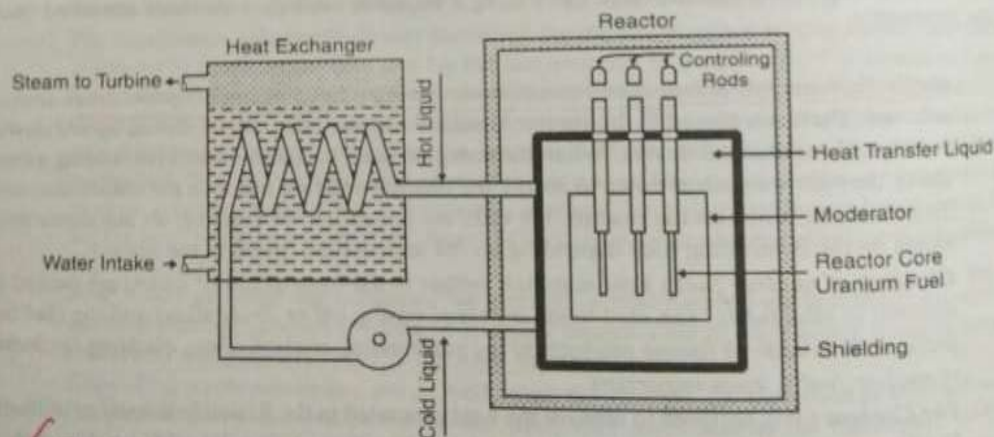 Reactor
Heat Exchanger
Steam to Turbine
Controling
Rods
Hot Liquid
Heat Transfer Liquid
Moderator
Water Intake
Reactor Core
Uranium Fuel
Shielding
Cold Liquid